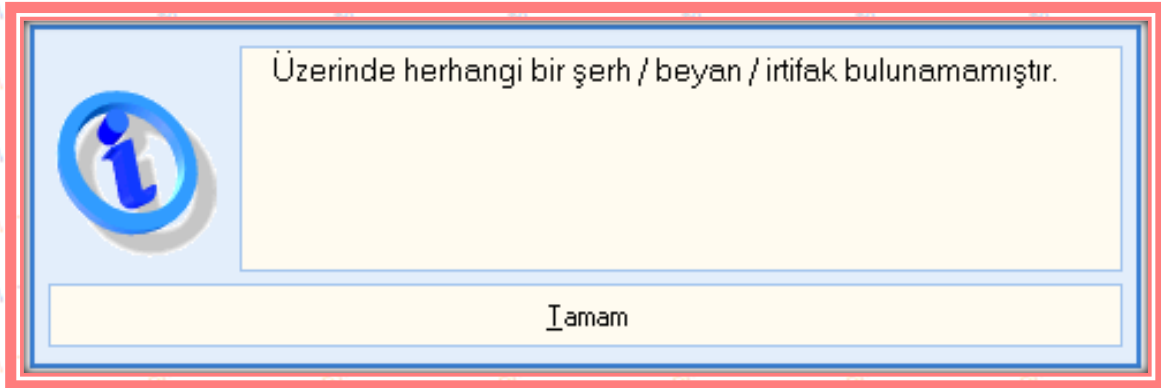 Üzerinde herhangi bir şerh / beyan / irtifak bulunamamıştır.
Tamam